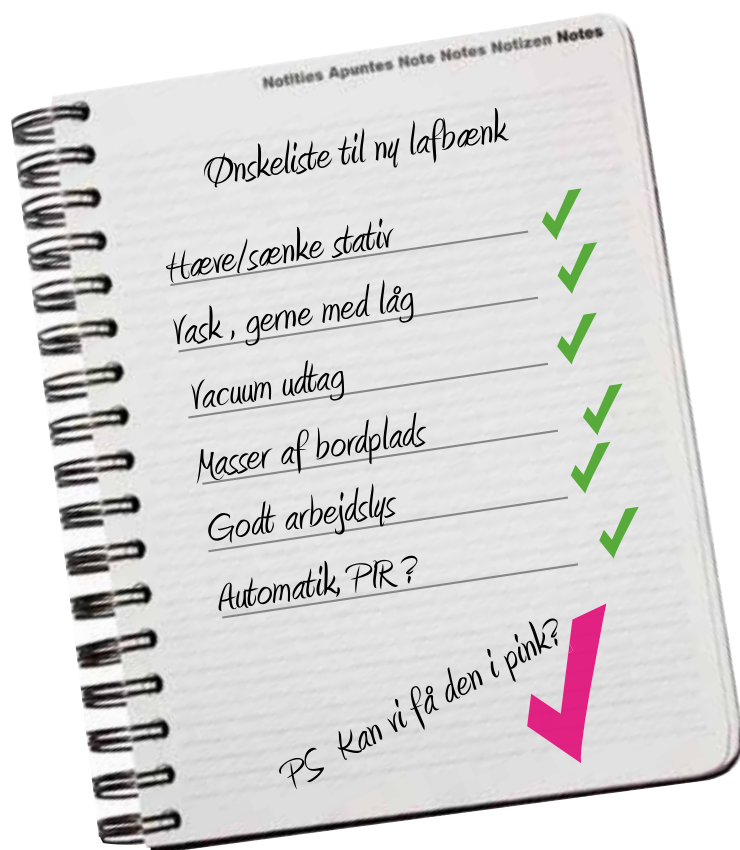 Notities Apuntes Note Notes Notizen Notes
Ønskeliste til ny lafbænk
Hæve/sænke stativ
Vask, gerne med låg
Vacuum udtag
Masser af bordplads
Godt arbejdslys
Automatik, PIR?
PS Kan vi få den i pink?